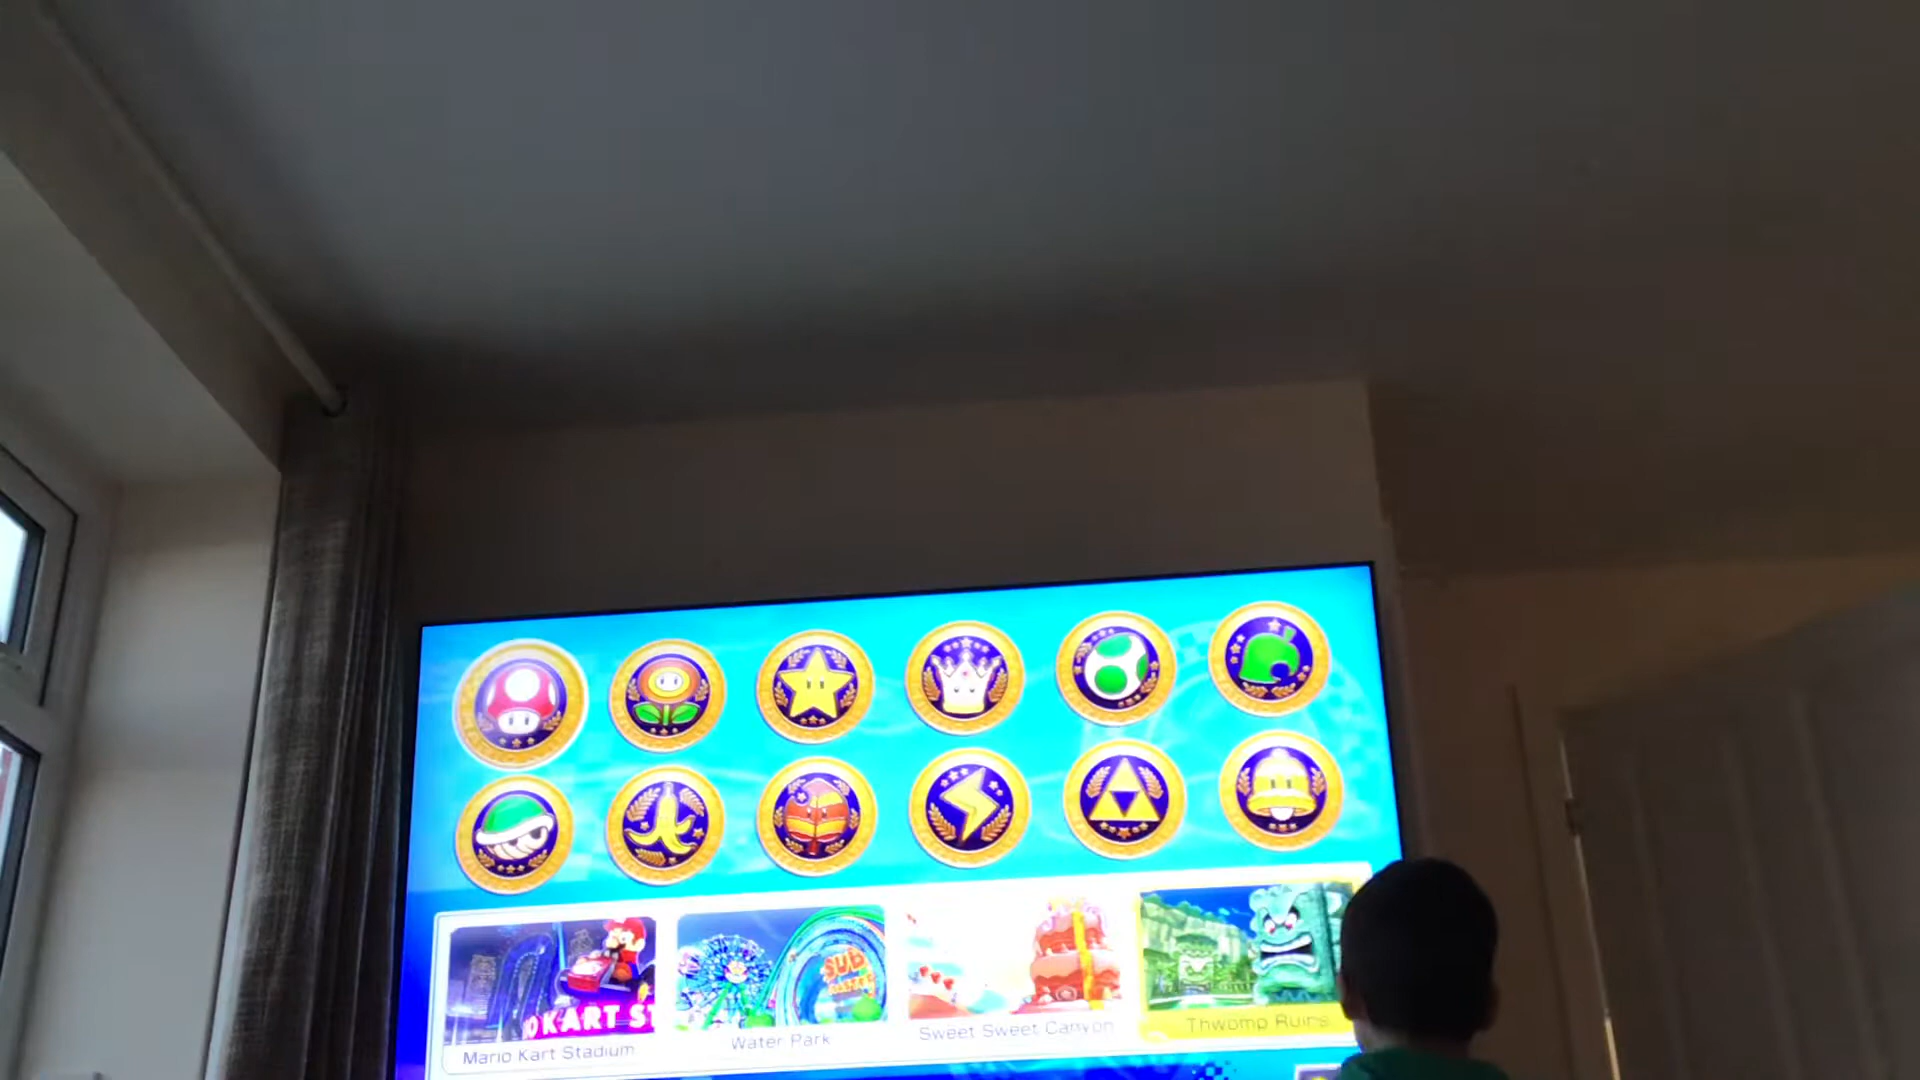 KART ST
SUB
Mario Kart Stadium
Water Park
Sweet Sweet Canyon
Thwomp Ruins